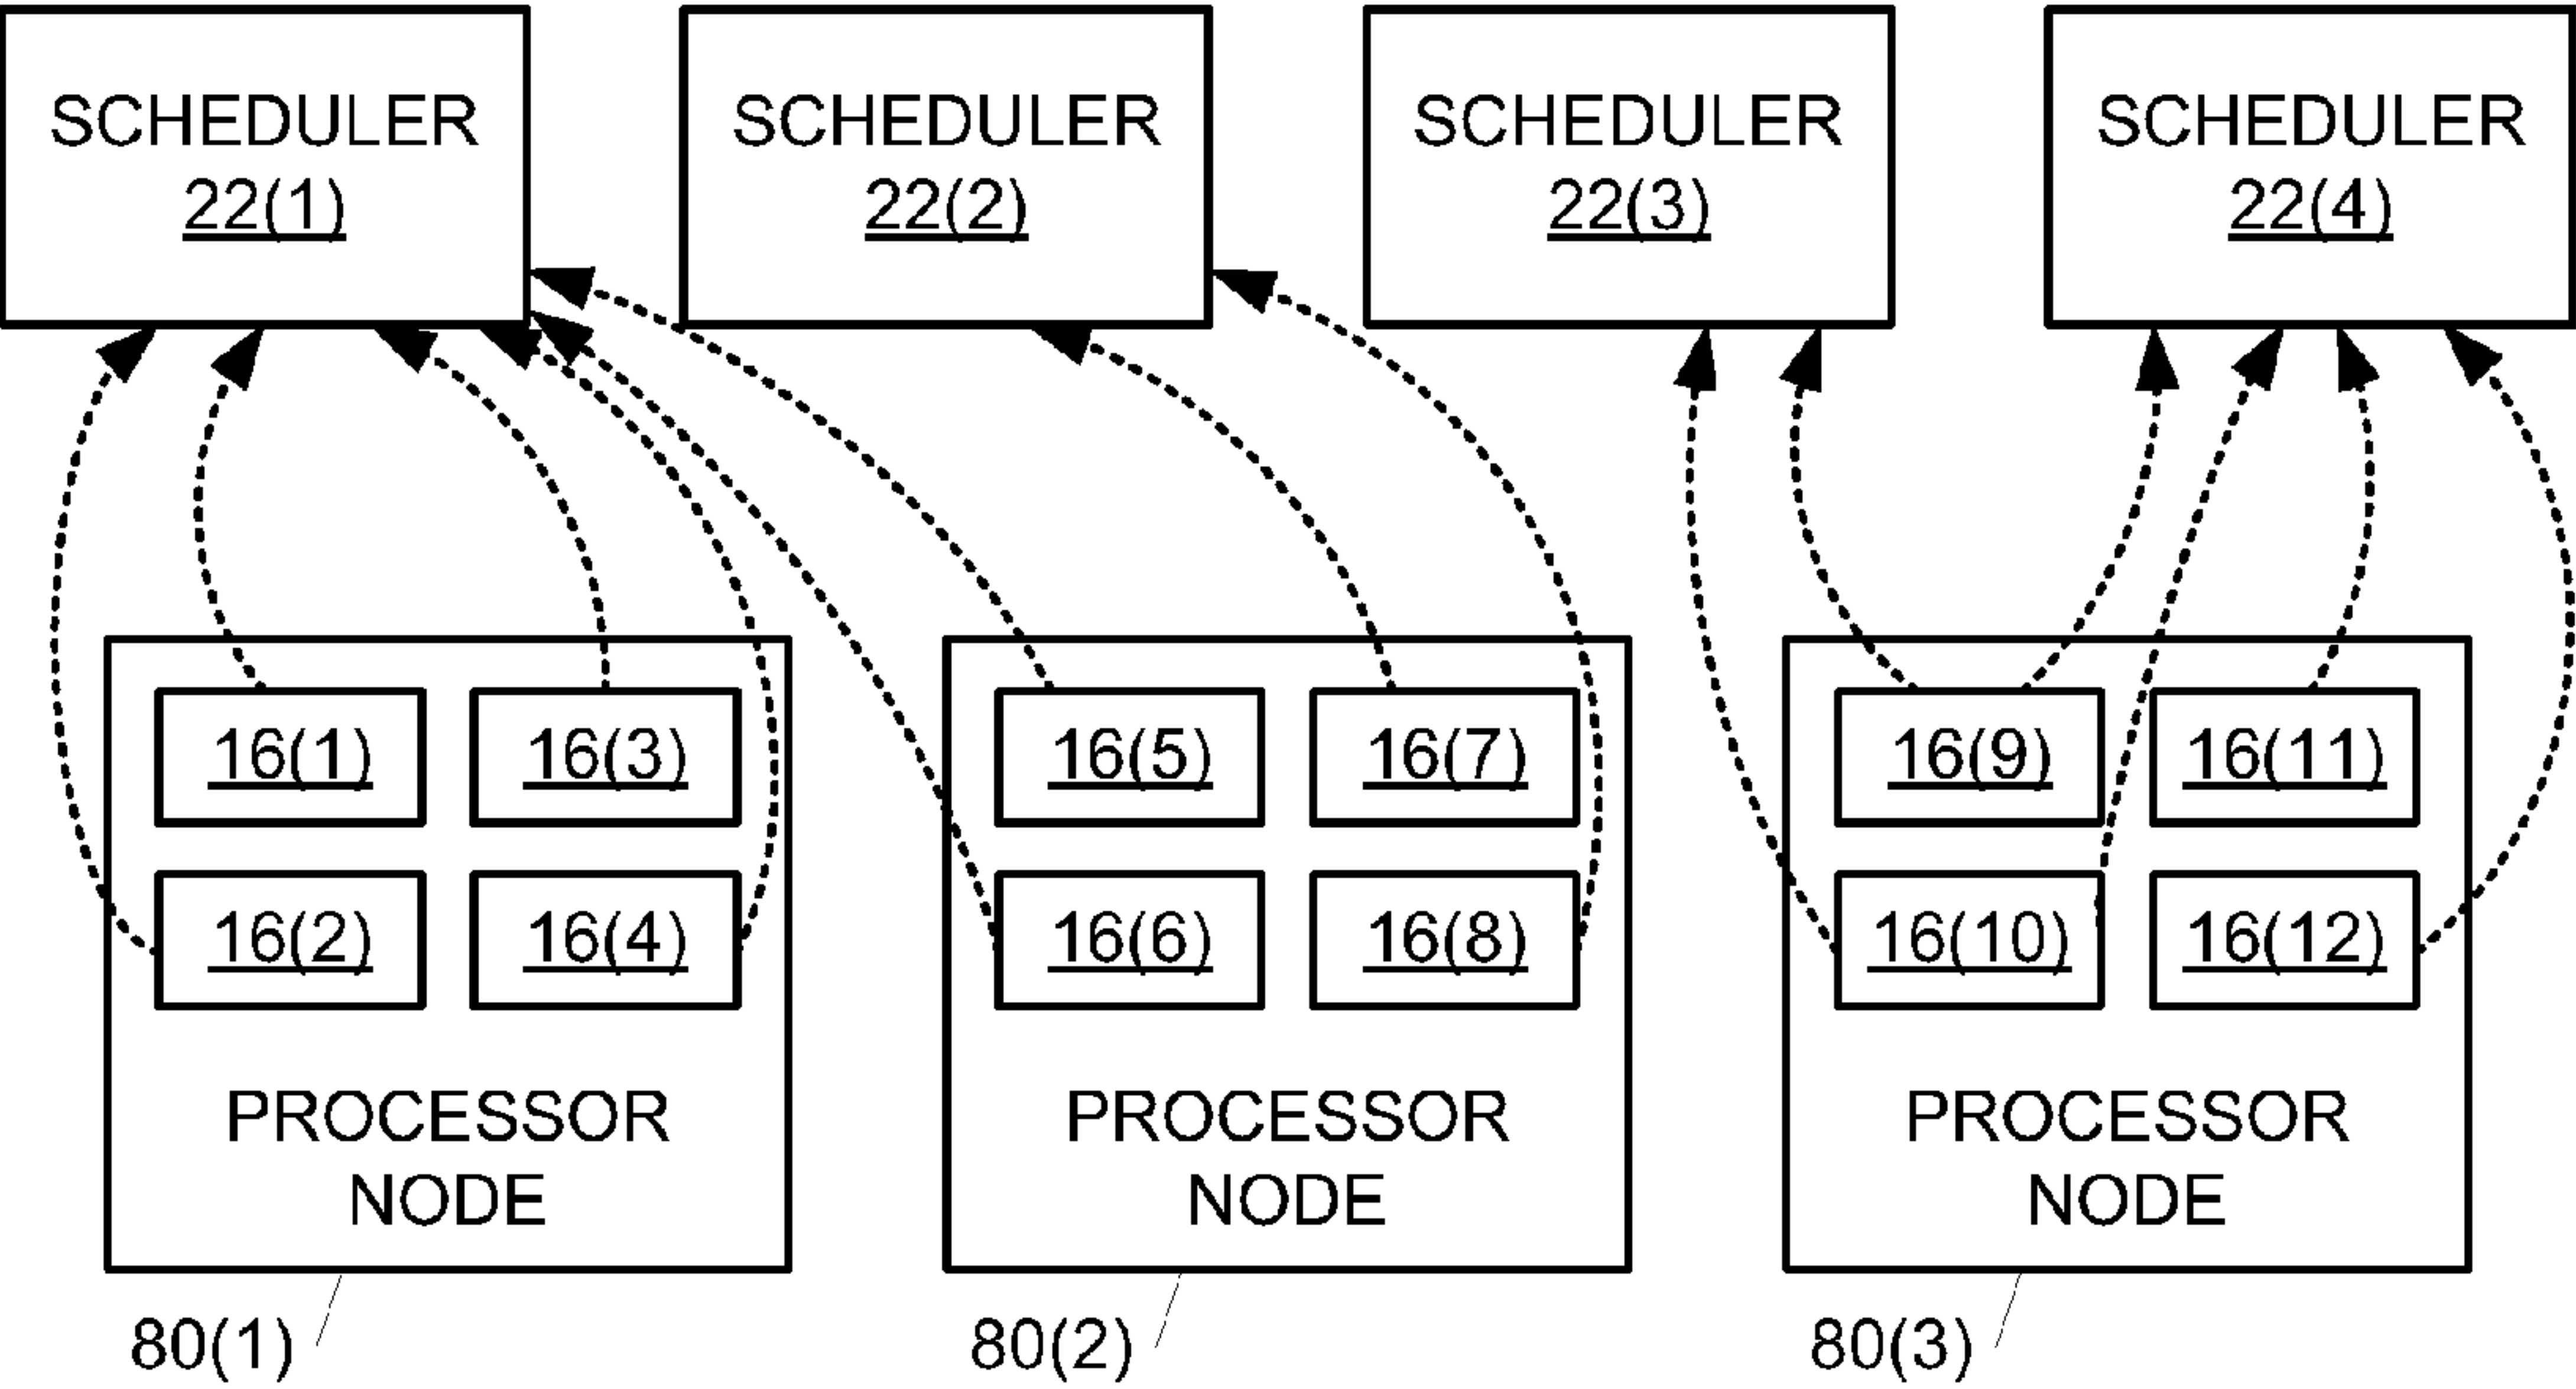 SCHEDULER
22(1)
SCHEDULER
22(2)
SCHEDULER
22(3)
SCHEDULER
22(4)
16(1)
16(3)
16(2)
16(4)
PROCESSOR
NODE
80(1)
16(5)
16(7)
16(6)
16(8)
PROCESSOR
NODE
80(2)
16(9)
16(11)
16(10)
16(12)
PROCESSOR
NODE
80(3)